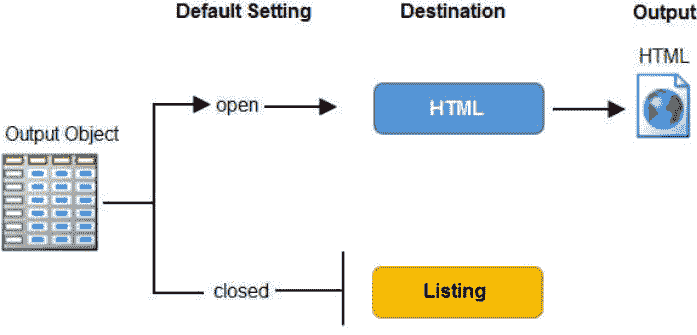 Default Setting
Destination
Output
HTML
open
HTML
Output Object
closed
Listing